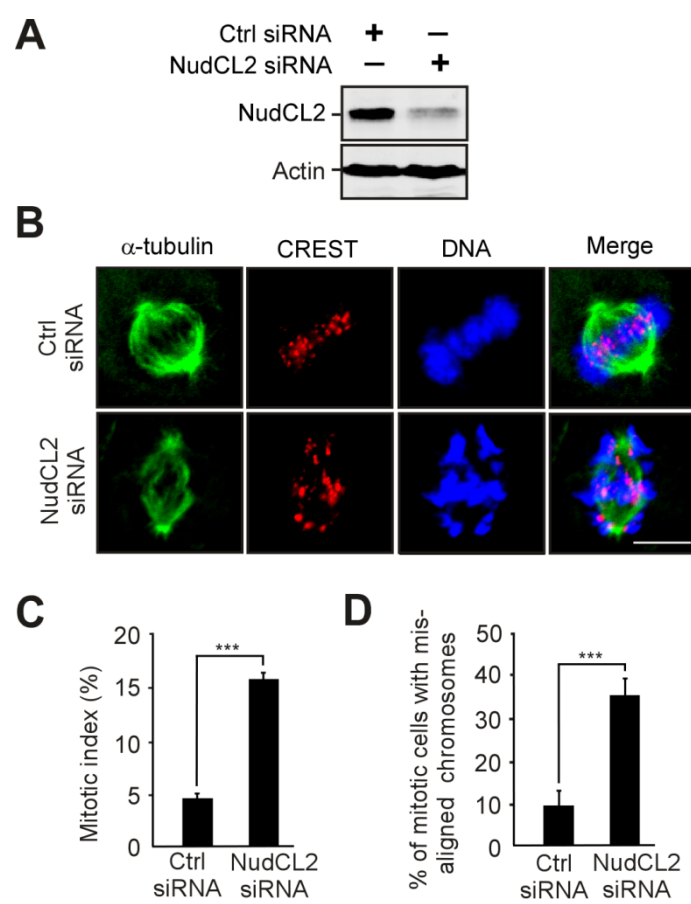 A
Ctrl siRNA + –
NudCL2 siRNA – +
NudCL2
Actin
B
α-tubulin CREST DNA Merge
Ctrl
siRNA
NudCL2
siRNA
C
Mitotic index (%)
20
15
10
5
0
***
Ctrl
siRNA
NudCL2
siRNA
D
% of mitotic cells with mis-
aligned chromosomes
50
40
30
20
10
0
***
Ctrl
siRNA
NudCL2
siRNA